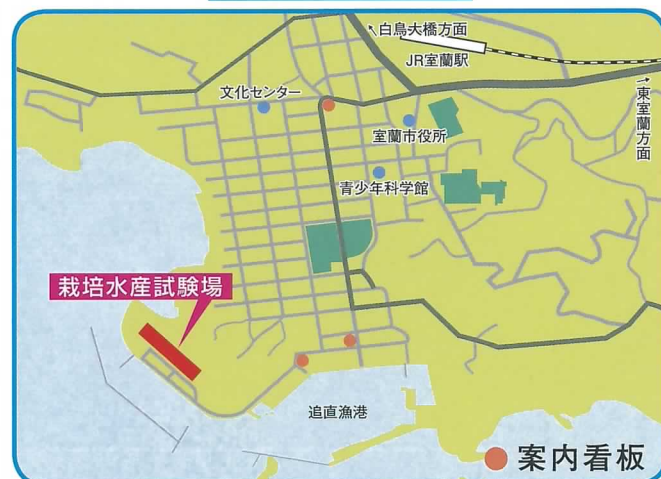 ↖白鳥大橋方面
JR室蘭駅
→東室蘭方面
文化センター
室蘭市役所
青少年科学館
栽培水産試験場
追直漁港
案内看板